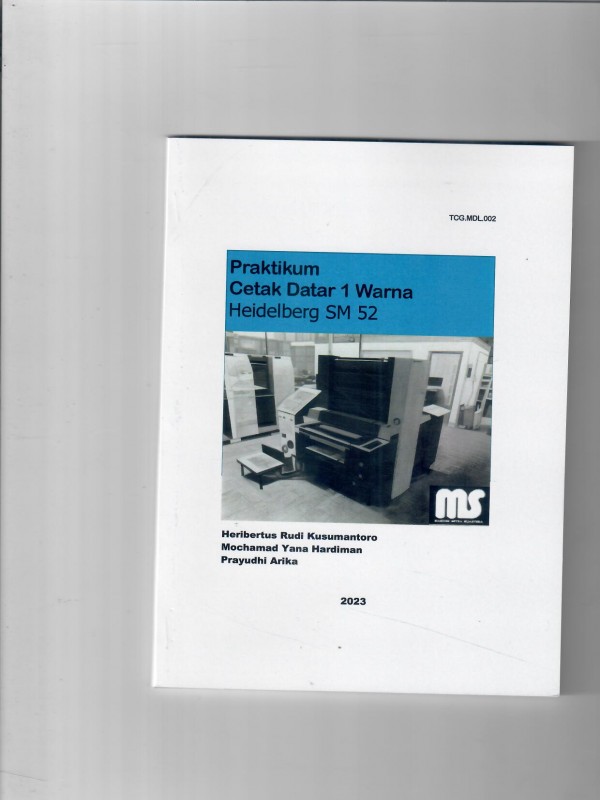 TCG.MDL.002
Praktikum
Cetak Datar 1 Warna
Heidelberg SM 52
ms
Heribertus Rudi Kusumantoro
Mochamad Yana Hardiman
Prayudhi Arika
2023